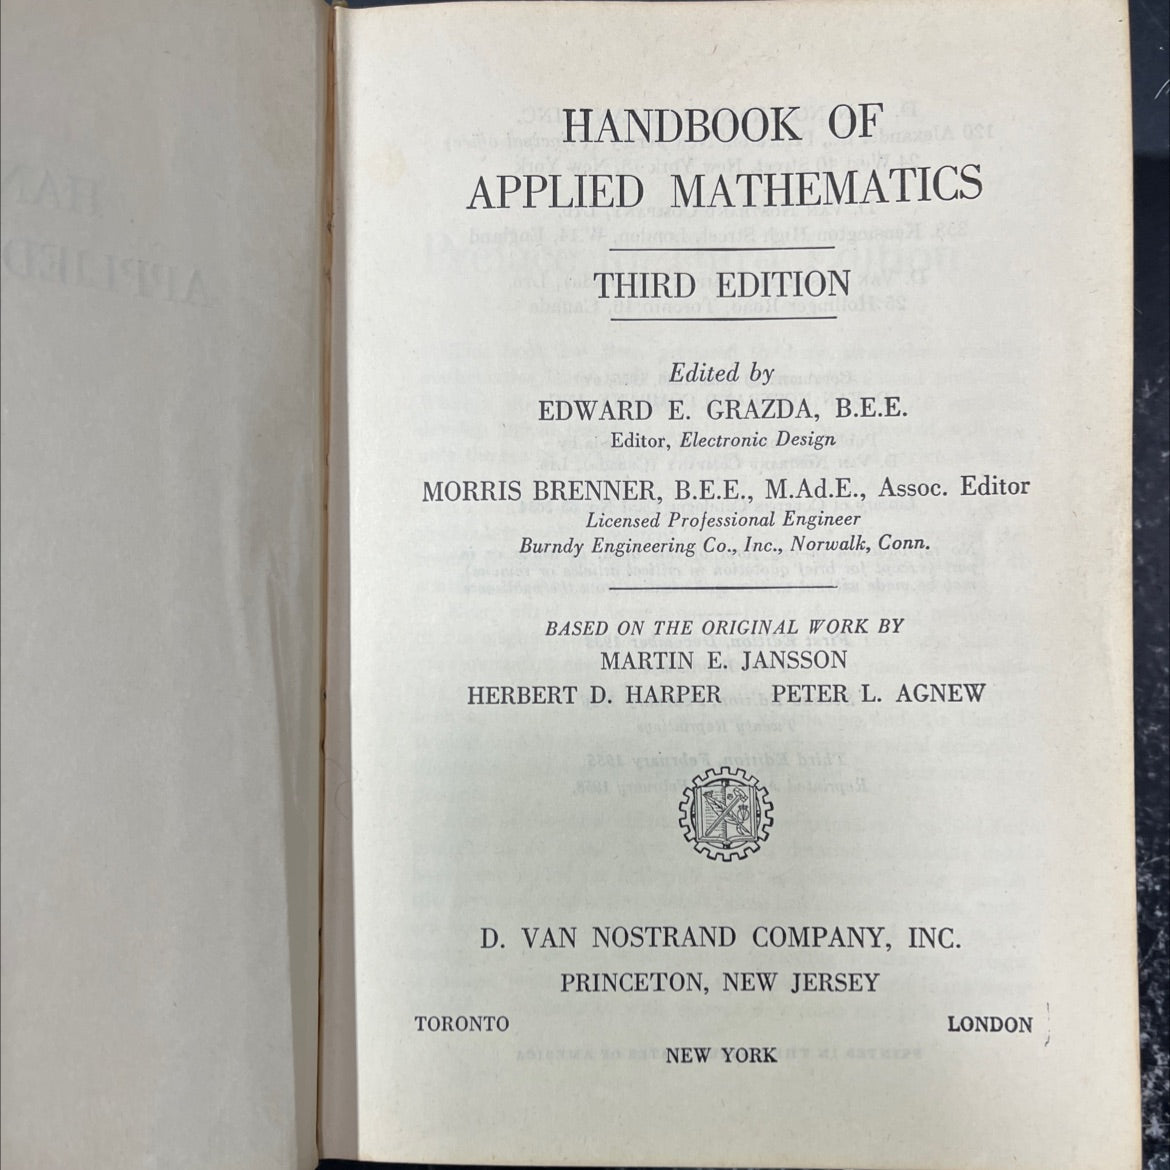 HANDBOOK OF
APPLIED MATHEMATICS
THIRD EDITION
Edited by
EDWARD E. GRAZDA, B.E.E.
Editor, Electronic Design
MORRIS BRENNER, B.E.E., M.Ad.E., Assoc. Editor
Licensed Professional Engineer
Burndy Engineering Co., Inc., Norwalk, Conn.
BASED ON THE ORIGINAL WORK BY
MARTIN E. JANSSON
HERBERT D. HARPER PETER L. AGNEW
D. VAN NOSTRAND COMPANY, INC.
PRINCETON, NEW JERSEY
TORONTO LONDON
NEW YORK